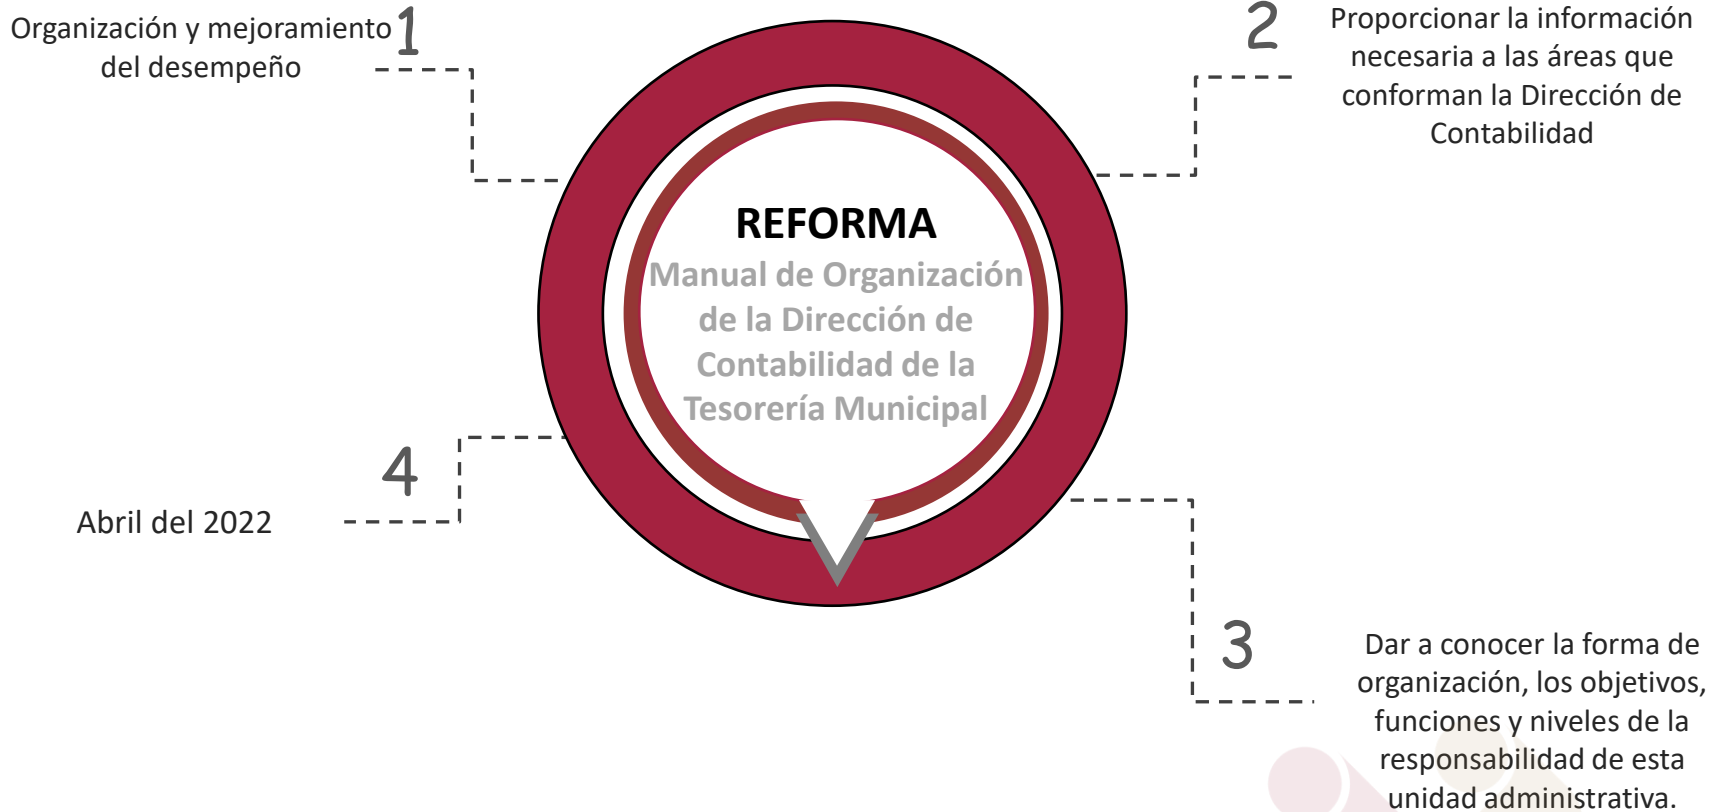 1
Organización y mejoramiento
del desempeño
2
Proporcionar la información
necesaria a las áreas que
conforman la Dirección de
Contabilidad
REFORMA
Manual de Organización
de la Dirección de
Contabilidad de la
Tesorería Municipal
3
Dar a conocer la forma de
organización, los objetivos,
funciones y niveles de la
responsabilidad de esta
unidad administrativa.
4
Abril del 2022